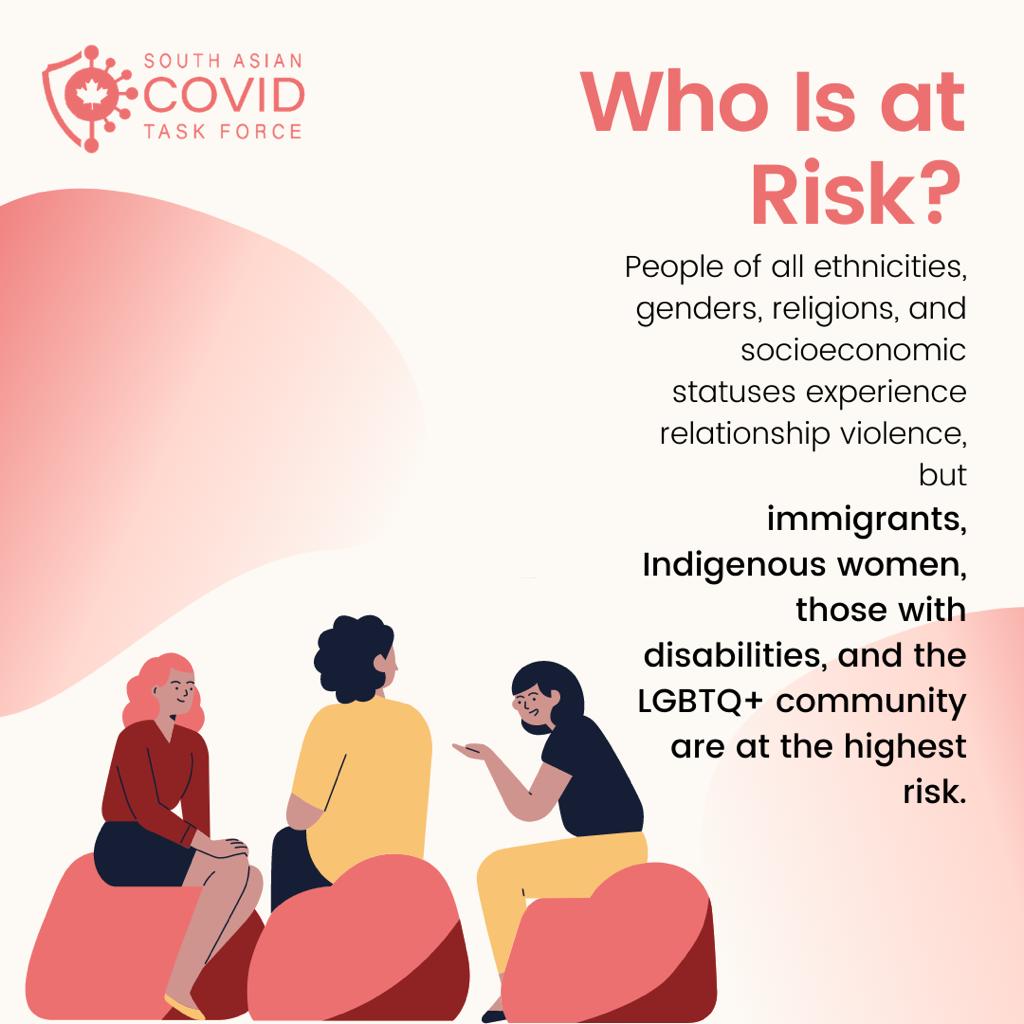 SOUTH ASIAN
COVID
TASK FORCE
Who Is at
Risk?
People of all ethnicities,
genders, religions, and
socioeconomic
statuses experience
relationship violence,
but
immigrants,
Indigenous women,
those with
disabilities, and the
LGBTQ+ community
are at the highest
risk.